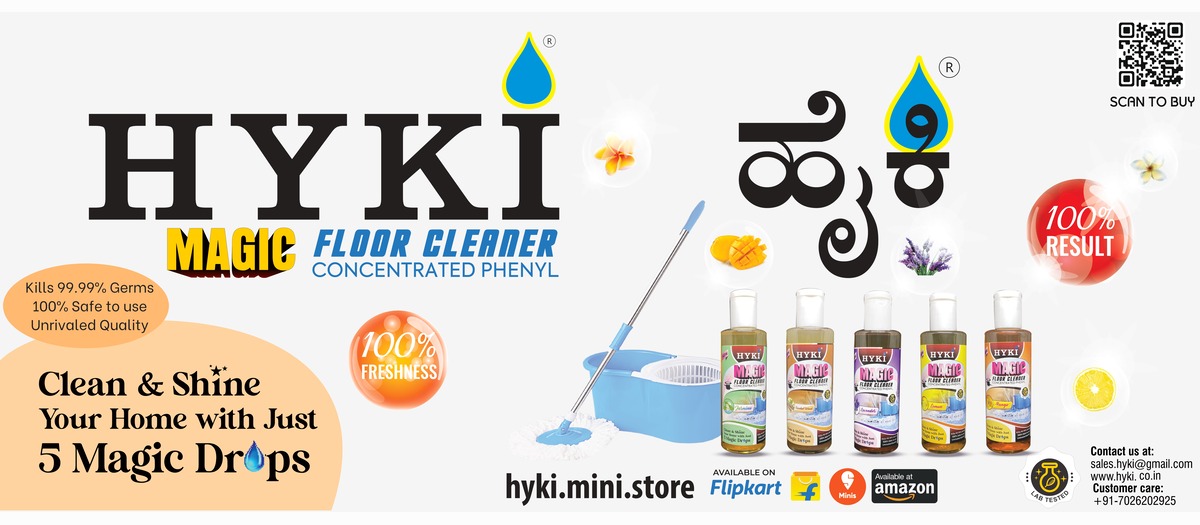 HYKI
®
MAGIC FLOOR CLEANER
CONCENTRATED PHENYL
ಹೈಕಿ
®
SCAN TO BUY
Kills 99.99% Germs
100% Safe to use
Unrivaled Quality
100%
FRESHNESS
100%
RESULT
Clean & Shine
Your Home with Just
5 Magic Drops
HYKI
MAGIC
FLOOR CLEANER
HYKI
MAGIC
FLOOR CLEANER
HYKI
MAGIC
FLOOR CLEANER
Lavender
HYKI
MAGIC
FLOOR CLEANER
HYKI
MAGIC
FLOOR CLEANER
hyki.mini.store
AVAILABLE ON
Flipkart
Minis
Available at
amazon
LAB TESTED
Contact us at:
sales.hyki@gmail.com
www.hyki. co.in
Customer care:
+91-7026202925